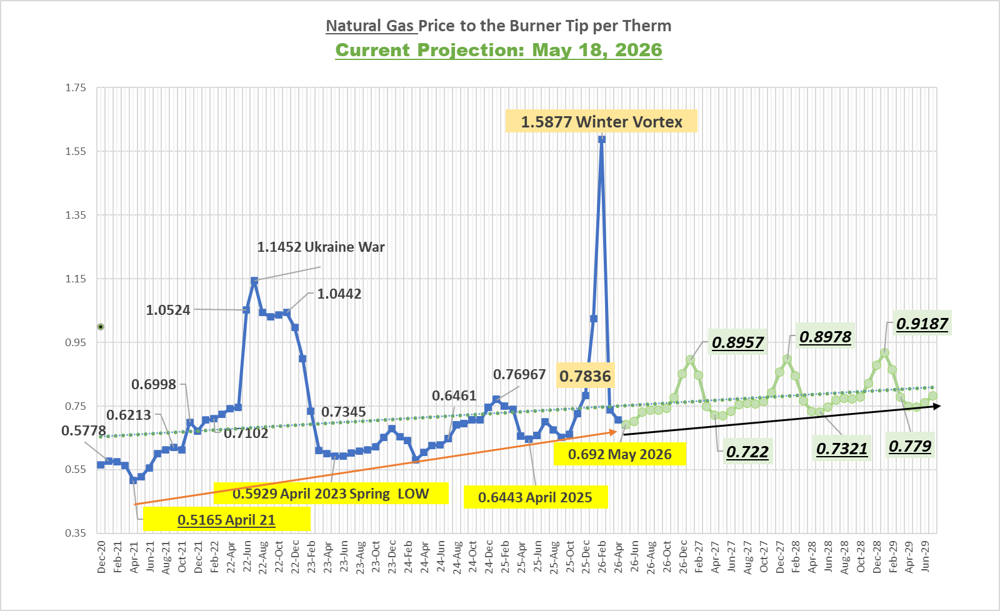 Natural Gas Price to the Burner Tip per Therm
Current Projection: May 18, 2026
1.75
1.55
1.35
1.15
0.95
0.75
0.55
0.35
1.5877 Winter Vortex
1.1452 Ukraine War
1.0524
1.0442
0.6998
0.6213
0.5778
0.7102
0.7345
0.6461
0.76967
0.7836
0.8957
0.8978
0.9187
0.722
0.7321
0.779
0.692 May 2026
0.5929 April 2023 Spring  LOW
0.6443 April 2025
0.5165 April 21
Dec-20
Feb-21
Apr-21
Jun-21
Aug-21
Oct-21
Dec-21
Feb-22
22-Apr
22-Jun
22-Aug
22-Oct
22-Dec
23-Feb
23-Apr
23-Jun
23-Aug
23-Oct
23-Dec
24-Feb
24-Apr
24-Jun
24-Aug
24-Oct
24-Dec
25-Feb
25-Apr
25-Jun
25-Aug
25-Oct
25-Dec
26-Feb
26-Apr
26-Jun
26-Aug
26-Oct
26-Dec
Feb-27
Apr-27
Jun-27
Aug-27
Oct-27
Dec-27
Feb-28
Apr-28
Jun-28
Aug-28
Oct-28
Dec-28
Feb-29
Apr-29
Jun-29